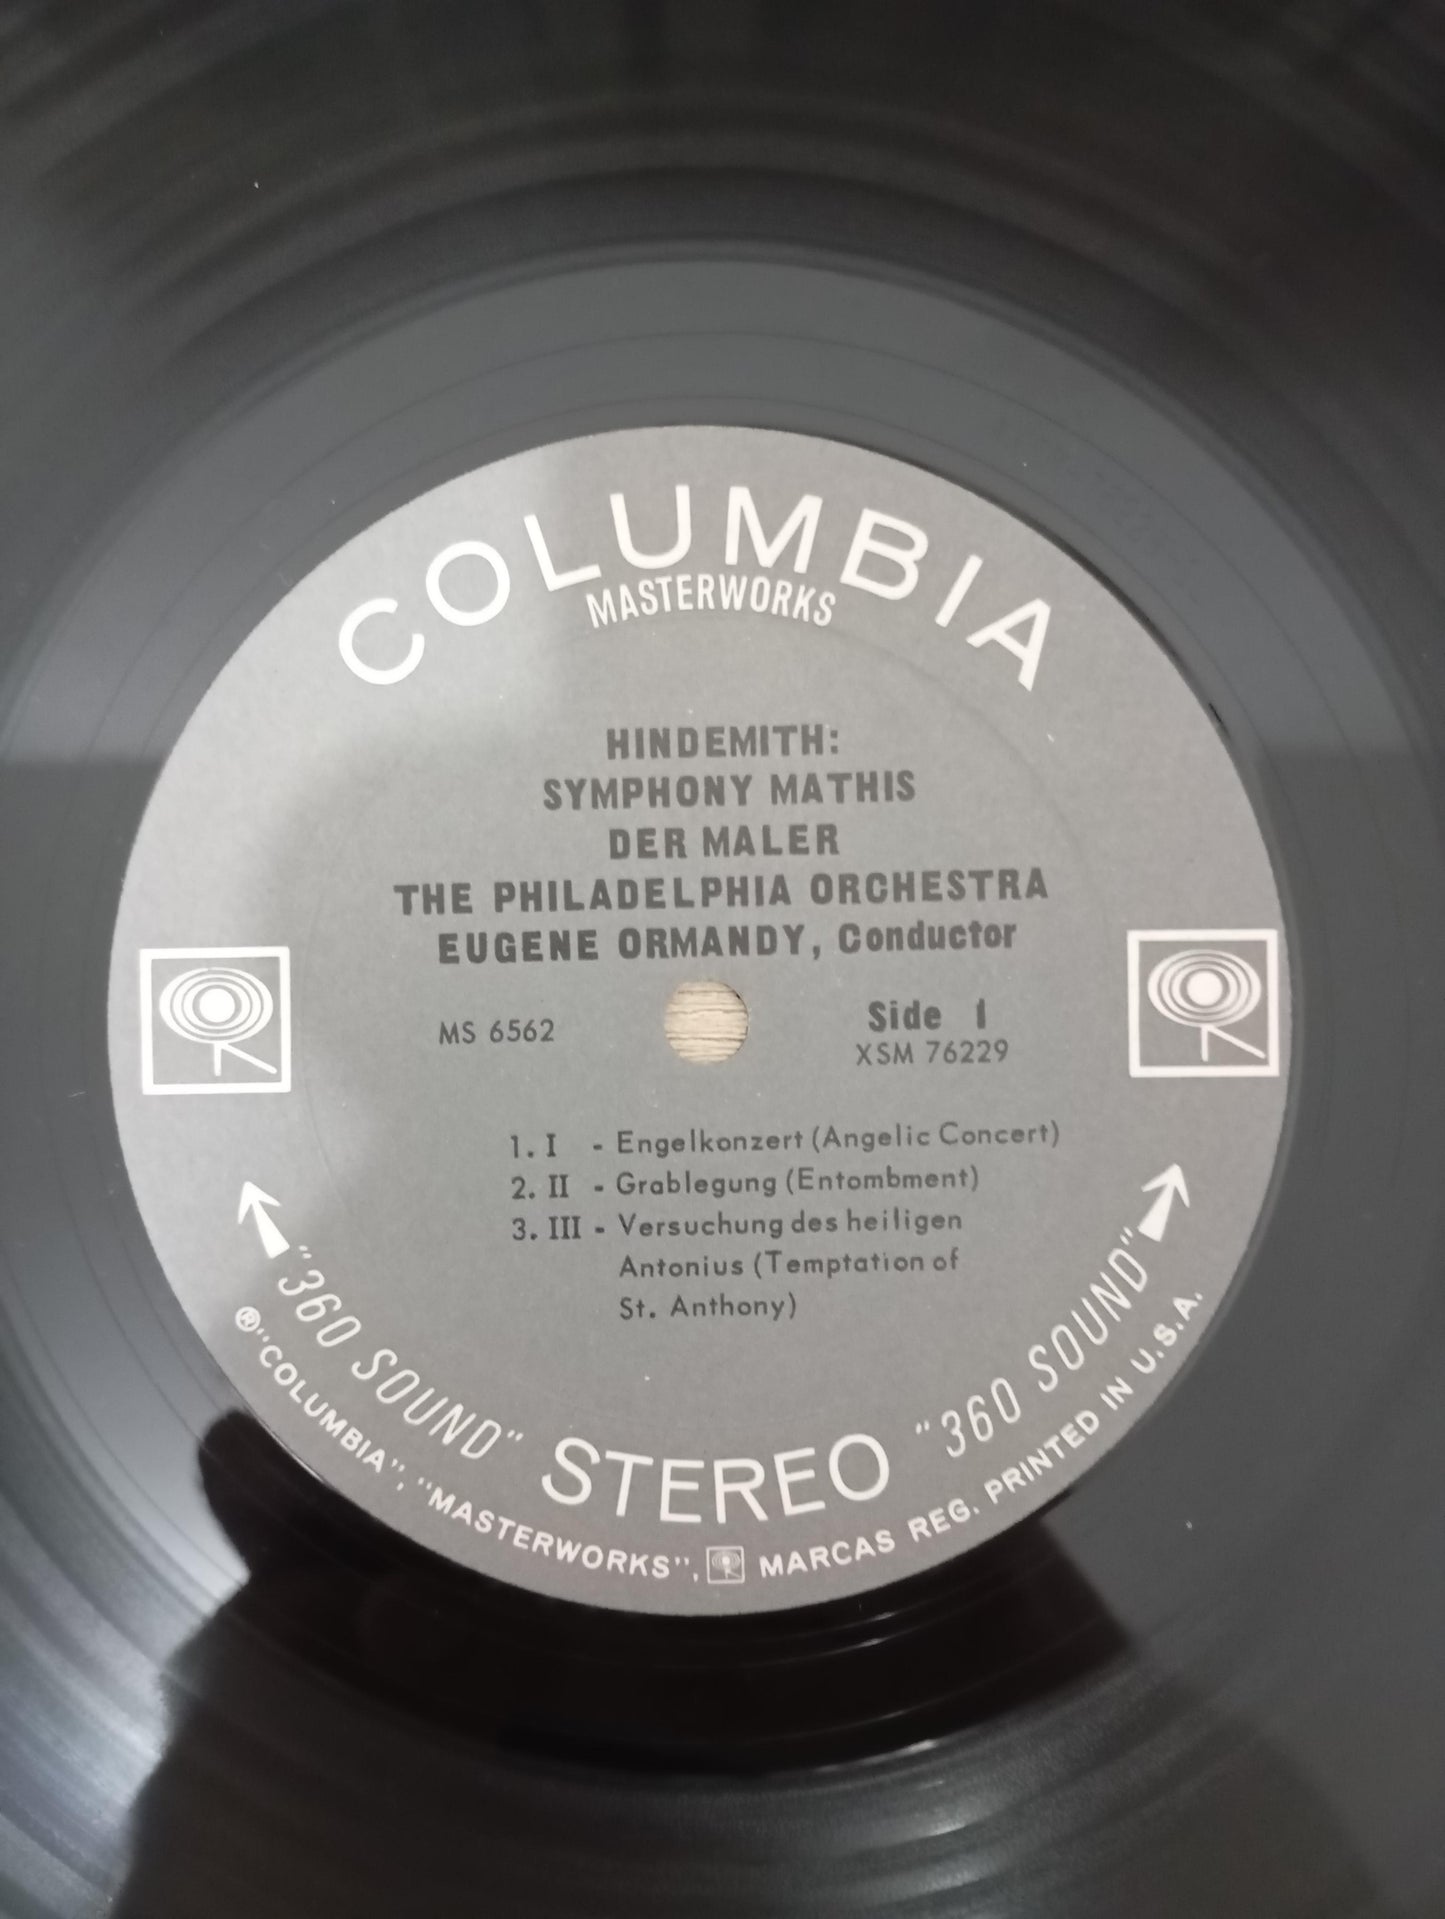 COLUMBIA
MASTERWORKS
HINDEMITH:
SYMPHONY MATHIS
DER MALER
THE PHILADELPHIA ORCHESTRA
EUGENE ORMANDY, Conductor
MS 6562
Side 1
XSM 76229
1. I - Engelkonzert (Angelic Concert)
2. II - Grablegung (Entombment)
3. III - Versuchung des heiligen
Antonius (Temptation of
St. Anthony)
"360 SOUND" STEREO "360 SOUND"
®"COLUMBIA", "MASTERWORKS", MARCAS REG. PRINTED IN U.S.A.